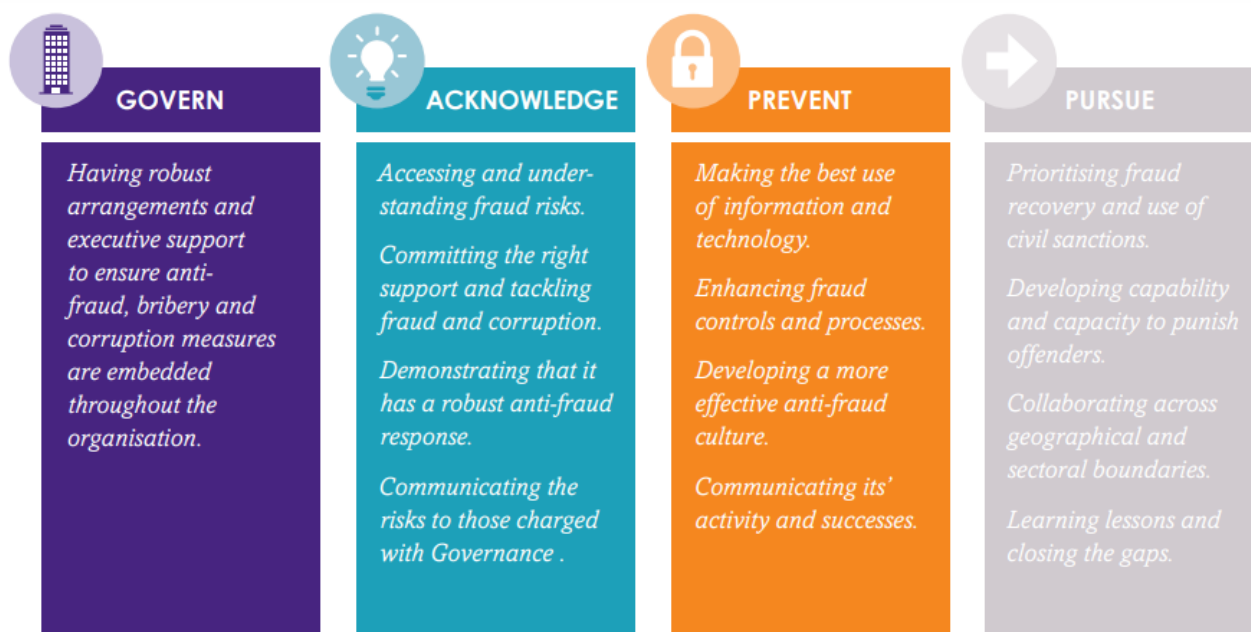 GOVERN
Having robust
arrangements and
executive support
to ensure anti-
fraud, bribery and
corruption measures
are embedded
throughout the
organisation.
ACKNOWLEDGE
Accessing and under-
standing fraud risks.
Committing the right
support and tackling
fraud and corruption.
Demonstrating that it
has a robust anti-fraud
response.
Communicating the
risks to those charged
with Governance .
PREVENT
Making the best use
of information and
technology.
Enhancing fraud
controls and processes.
Developing a more
effective anti-fraud
culture.
Communicating its’
activity and successes.
PURSUE
Prioritising fraud
recovery and use of
civil sanctions.
Developing capability
and capacity to punish
offenders.
Collaborating across
geographical and
sectoral boundaries.
Learning lessons and
closing the gaps.